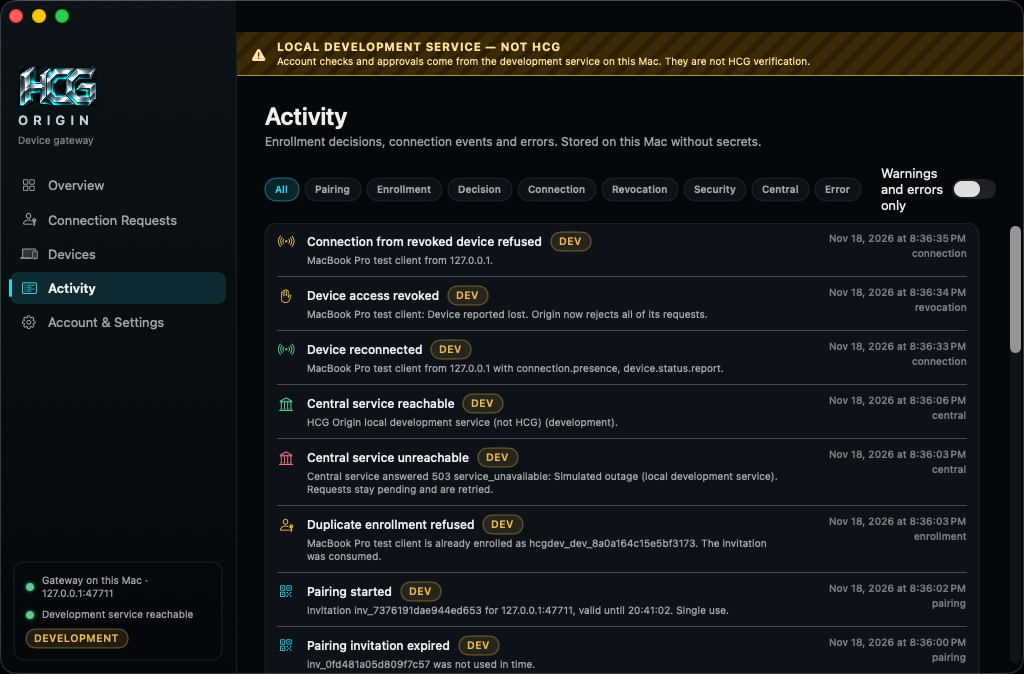 HCG
ORIGIN
Device gateway
Overview
Connection Requests
Devices
Activity
Account & Settings
Gateway on this Mac ·
127.0.0.1:47711
Development service reachable
DEVELOPMENT
LOCAL DEVELOPMENT SERVICE — NOT HCG
Account checks and approvals come from the development service on this Mac. They are not HCG verification.
Activity
Enrollment decisions, connection events and errors. Stored on this Mac without secrets.
All Pairing Enrollment Decision Connection Revocation Security Central Error
Warnings
and errors
only
Connection from revoked device refused DEV Nov 18, 2026 at 8:36:35 PM
MacBook Pro test client from 127.0.0.1. connection
Device access revoked DEV Nov 18, 2026 at 8:36:34 PM
MacBook Pro test client: Device reported lost. Origin now rejects all of its requests. revocation
Device reconnected DEV Nov 18, 2026 at 8:36:33 PM
MacBook Pro test client from 127.0.0.1 with connection.presence, device.status.report. connection
Central service reachable DEV Nov 18, 2026 at 8:36:06 PM
HCG Origin local development service (not HCG) (development). central
Central service unreachable DEV Nov 18, 2026 at 8:36:03 PM
Central service answered 503 service_unavailable: Simulated outage (local development service). central
Requests stay pending and are retried.
Duplicate enrollment refused DEV Nov 18, 2026 at 8:36:03 PM
MacBook Pro test client is already enrolled as hcgdev_dev_8a0a164c15e5bf3173. The invitation enrollment
was consumed.
Pairing started DEV Nov 18, 2026 at 8:36:02 PM
Invitation inv_7376191dae944ed653 for 127.0.0.1:47711, valid until 20:41:02. Single use. pairing
Pairing invitation expired DEV Nov 18, 2026 at 8:36:00 PM
inv_0fd481a05d809f7c57 was not used in time. pairing